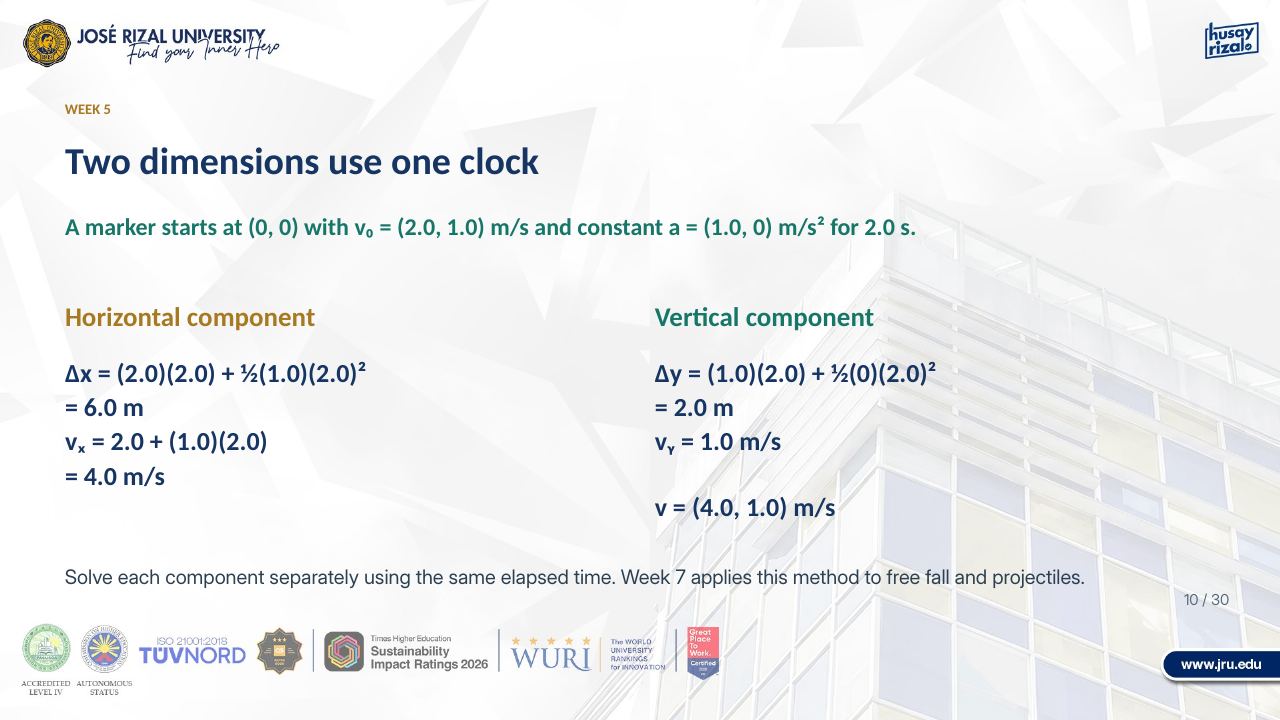 JOSÉ RIZAL UNIVERSITY
Find your Inner Hero
husay
rizal
WEEK 5
Two dimensions use one clock
A marker starts at (0, 0) with v₀ = (2.0, 1.0) m/s and constant a = (1.0, 0) m/s² for 2.0 s.
Horizontal component
Δx = (2.0)(2.0) + ½(1.0)(2.0)²
= 6.0 m
vₓ = 2.0 + (1.0)(2.0)
= 4.0 m/s
Vertical component
Δy = (1.0)(2.0) + ½(0)(2.0)²
= 2.0 m
vᵧ = 1.0 m/s
v = (4.0, 1.0) m/s
Solve each component separately using the same elapsed time. Week 7 applies this method to free fall and projectiles.
10 / 30
ACCREDITED
LEVEL IV
AUTONOMOUS
STATUS
ISO 21001:2018
TÜVNORD
Times Higher Education
Sustainability
Impact Ratings 2026
WURI
The WORLD
UNIVERSITY
RANKINGS
for INNOVATION
Great
Place
To
Work.
Certified
www.jru.edu